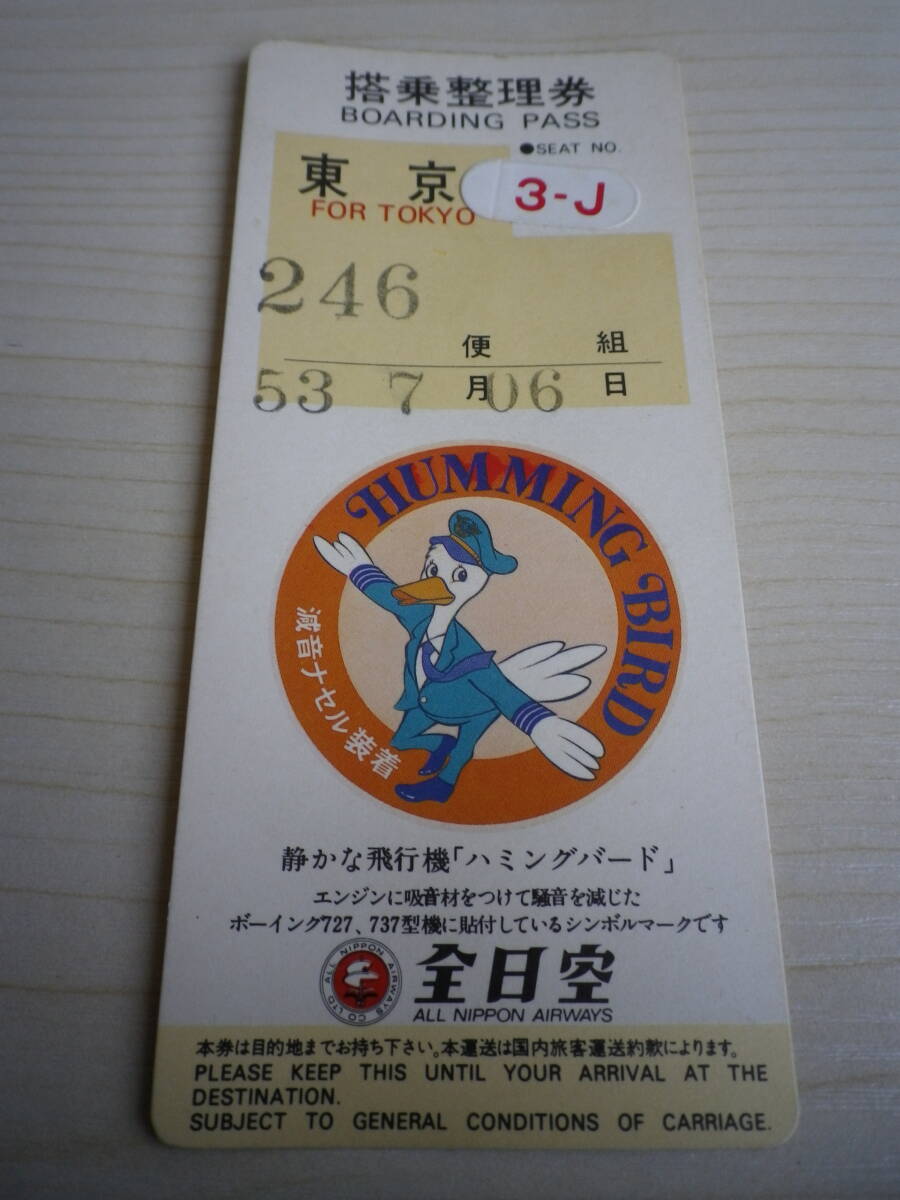 搭乗整理券
BOARDING PASS
●SEAT NO.
東京
3-J
FOR TOKYO
246
便 組
53 7 月 06 日
HUMMING BIRD
減音ナセル装着
静かな飛行機「ハミングバード」
エンジンに吸音材をつけて騒音を減じた
ボーイング727、737型機に貼付しているシンボルマークです
ALL NIPPON AIRWAYS CO LTD
全日空
ALL NIPPON AIRWAYS
本券は目的地までお持ち下さい。本運送は国内旅客運送約款によります。
PLEASE KEEP THIS UNTIL YOUR ARRIVAL AT THE
DESTINATION.
SUBJECT TO GENERAL CONDITIONS OF CARRIAGE.